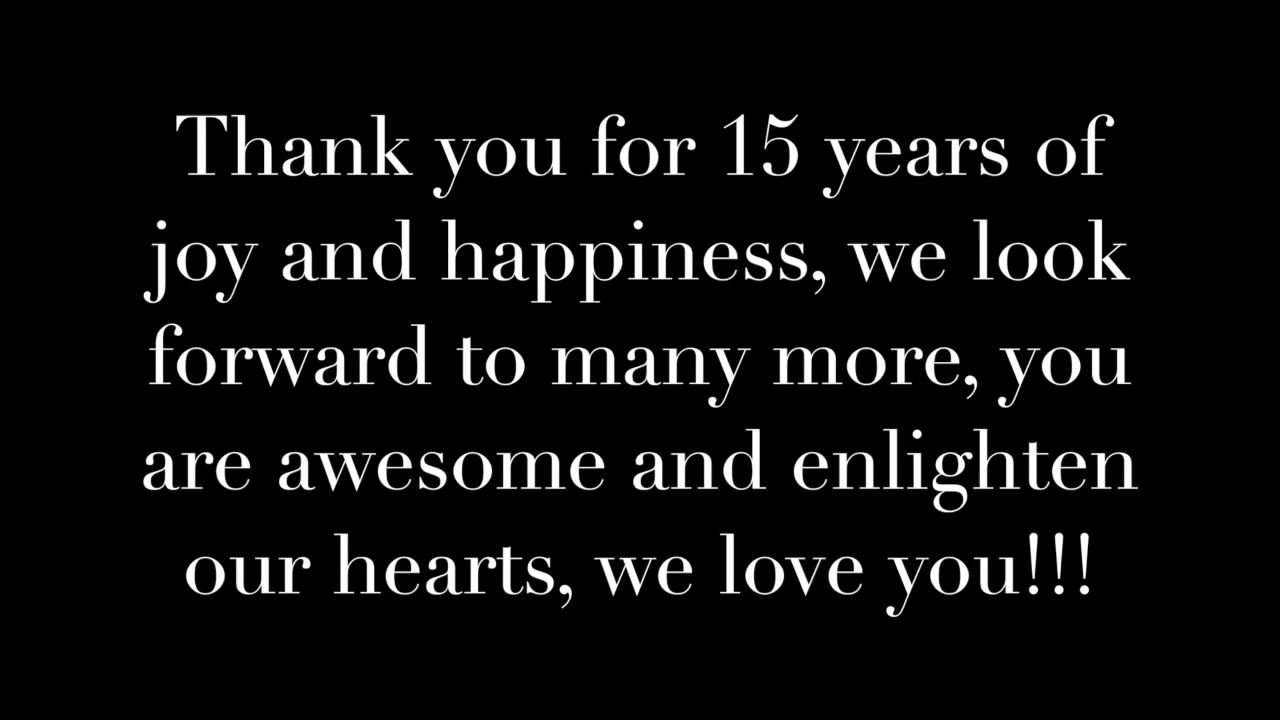 Thank you for 15 years of
joy and happiness, we look
forward to many more, you
are awesome and enlighten
our hearts, we love you!!!